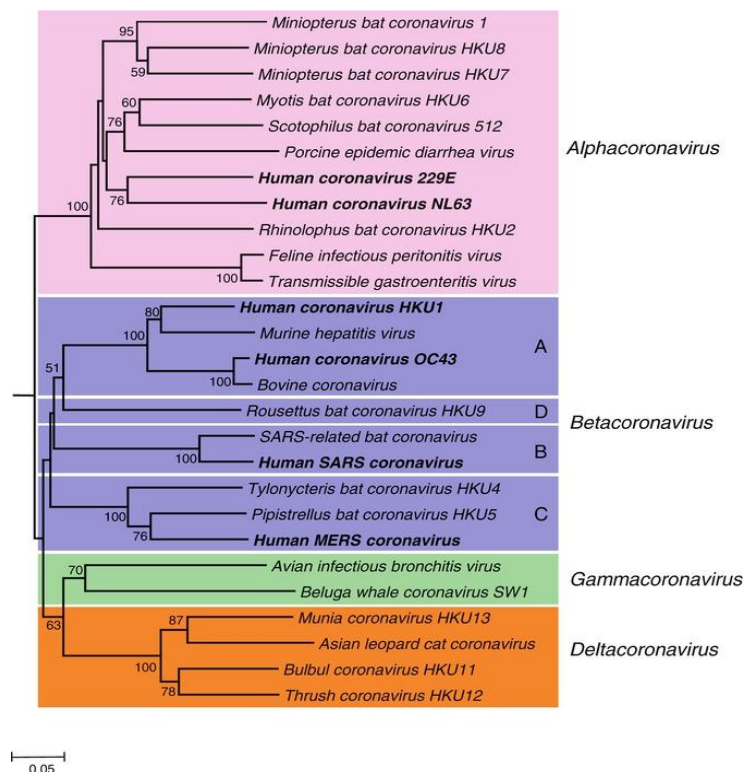 Miniopterus bat coronavirus 1
95
Miniopterus bat coronavirus HKU8
59
Miniopterus bat coronavirus HKU7
60
Myotis bat coronavirus HKU6
76
Scotophilus bat coronavirus 512
Porcine epidemic diarrhea virus
Alphacoronavirus
Human coronavirus 229E
76
Human coronavirus NL63
100
Rhinolophus bat coronavirus HKU2
Feline infectious peritonitis virus
100
Transmissible gastroenteritis virus
Human coronavirus HKU1
80
Murine hepatitis virus
100
A
Human coronavirus OC43
51
100
Bovine coronavirus
Rousettus bat coronavirus HKU9
D
Betacoronavirus
SARS-related bat coronavirus
100
B
Human SARS coronavirus
Tylonycteris bat coronavirus HKU4
100
Pipistrellus bat coronavirus HKU5
C
76
Human MERS coronavirus
Avian infectious bronchitis virus
70
Gammacoronavirus
Beluga whale coronavirus SW1
Munia coronavirus HKU13
63
87
Asian leopard cat coronavirus
Deltacoronavirus
100
Bulbul coronavirus HKU11
78
Thrush coronavirus HKU12
0.05